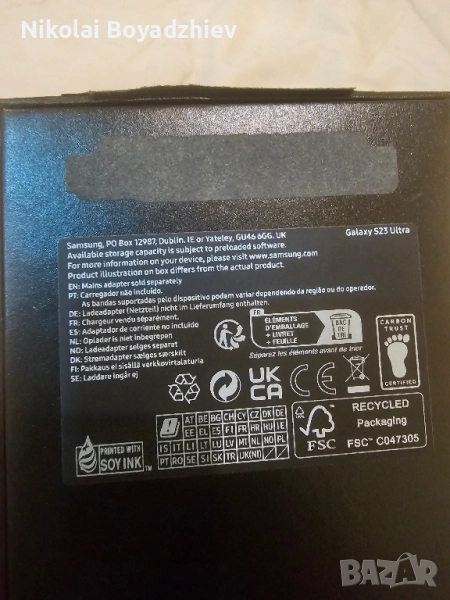 Nikolai Boyadzhiev
Samsung, PO Box 12987, Dublin. IE or Yateley, GU46 6GG. UK
Galaxy S23 Ultra
Available storage capacity is subject to preloaded software.
For more information on your device, please visit www.samsung.com
Product illustration on box differs from the actual target.
EN: Mains adapter sold separately
PT: Carregador não incluído.
As bandas suportadas pelo dispositivo podem variar dependendo da região ou do operador.
DE: Ladeadapter (Netzteil) nicht im Lieferumfang enthalten.
FR: Chargeur vendu séparément.
ES: Adaptador de corriente no incluido
NL: Oplader is niet inbegrepen
NO: Ladeadapter selges separat
DK: Strømadapter sælges særskilt
FI: Pakkaus ei sisällä verkkovirtalaturia
SE: Laddare ingår ej
FR
ÉLÉMENTS
D'EMBALLAGE
+ LIVRET
+ FEUILLE
BAC
DE
TRI
Séparez les éléments avant de trier
CARBON
TRUST
CERTIFIED
UK
CA
CE
PRINTED WITH
SOY INK™
AT BE BG CH CY CZ DE
DK EE EL ES FI FR HR HU IE
IS IT LI LT LU LV MT NL NO PL
PT RO SE SI SK TR UK(NI)
FSC
RECYCLED
Packaging
FSC™ C047305
BAZAR